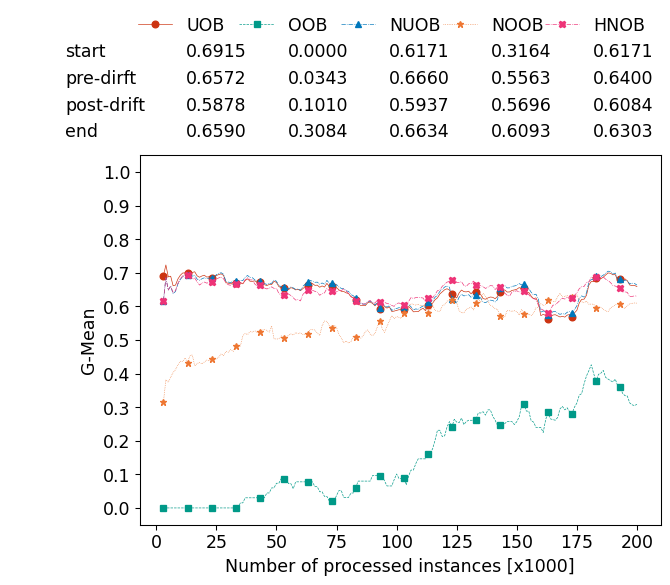 UOB OOB NUOB NOOB HNOB
start 0.6915 0.0000 0.6171 0.3164 0.6171
pre-dirft 0.6572 0.0343 0.6660 0.5563 0.6400
post-drift 0.5878 0.1010 0.5937 0.5696 0.6084
end 0.6590 0.3084 0.6634 0.6093 0.6303
1.0
0.9
0.8
0.7
0.6
0.5
0.4
0.3
0.2
0.1
0.0
G-Mean
0 25 50 75 100 125 150 175 200
Number of processed instances [x1000]